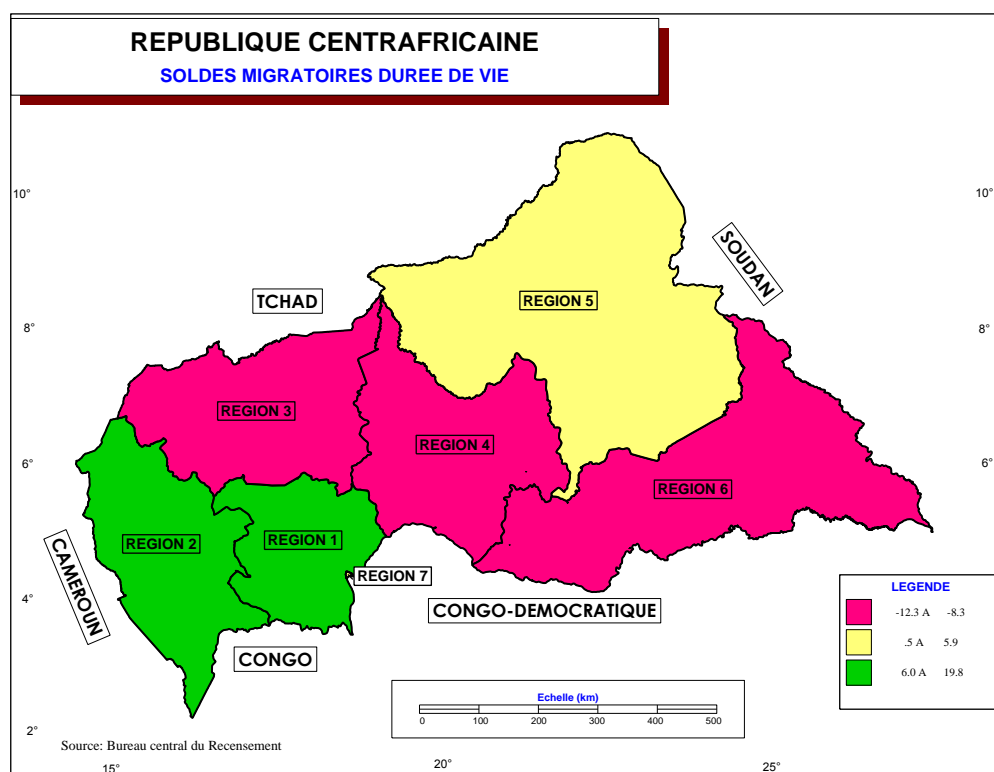 REPUBLIQUE CENTRAFRICAINE
SOLDES MIGRATOIRES DUREE DE VIE
10°
10°
SOUDAN
TCHAD
REGION 5
8°
8°
REGION 3
REGION 4
6°
6°
REGION 6
REGION 2
REGION 1
CAMEROUN
REGION 7
4°
4°
CONGO-DEMOCRATIQUE
CONGO
LEGENDE
-12.3 A -8.3
.5 A 5.9
6.0 A 19.8
Echelle (km)
0 100 200 300 400 500
2°
2°
Source: Bureau central du Recensement
15°
20°
25°